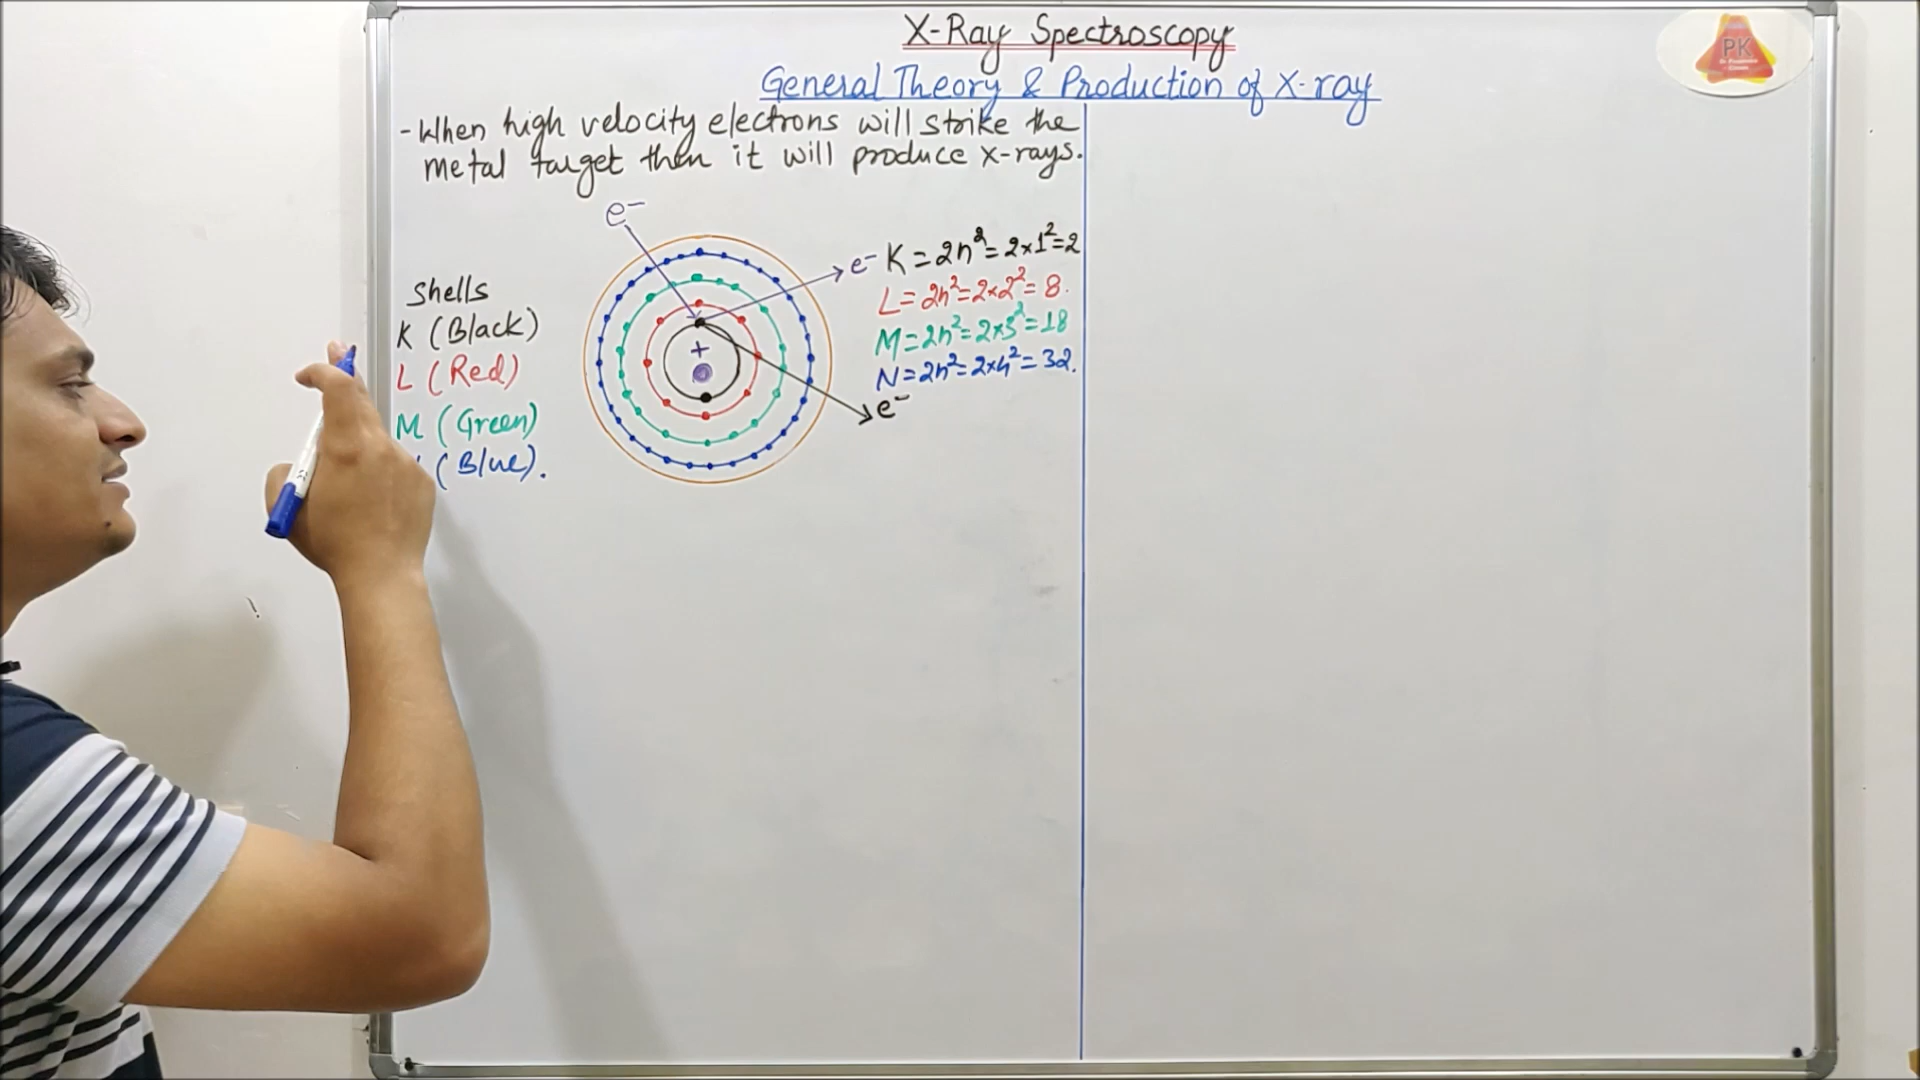 X-Ray Spectroscopy
General Theory & Production of X-ray
- When high velocity electrons will strike the
metal target then it will produce x-rays.
e-
e-
K = 2n² = 2×1² = 2
L = 2n² = 2×2² = 8.
M = 2n² = 2×3² = 18
N = 2n² = 2×4² = 32.
e-
Shells
K (Black)
L (Red)
M (Green)
(Blue).
+
PK